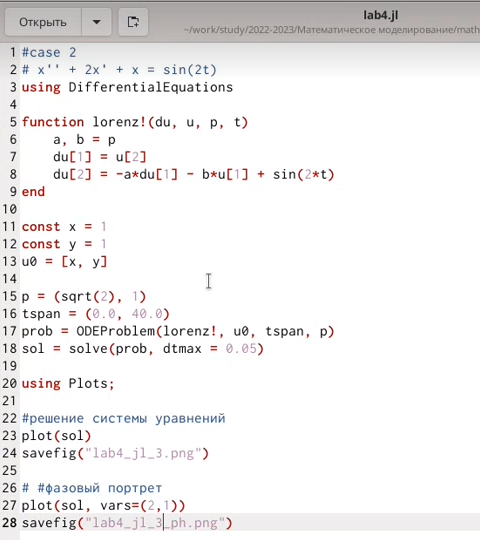 Открыть
lab4.jl
~/work/study/2022-2023/Математическое моделирование/math
1 #case 2
2 # x'' + 2x' + x = sin(2t)
3 using DifferentialEquations
4
5 function lorenz!(du, u, p, t)
6     a, b = p
7     du[1] = u[2]
8     du[2] = -a*du[1] - b*u[1] + sin(2*t)
9 end
10
11 const x = 1
12 const y = 1
13 u0 = [x, y]
14
15 p = (sqrt(2), 1)
16 tspan = (0.0, 40.0)
17 prob = ODEProblem(lorenz!, u0, tspan, p)
18 sol = solve(prob, dtmax = 0.05)
19
20 using Plots;
21
22 #решение системы уравнений
23 plot(sol)
24 savefig("lab4_jl_3.png")
25
26 # #фазовый портрет
27 plot(sol, vars=(2,1))
28 savefig("lab4_jl_3_ph.png")